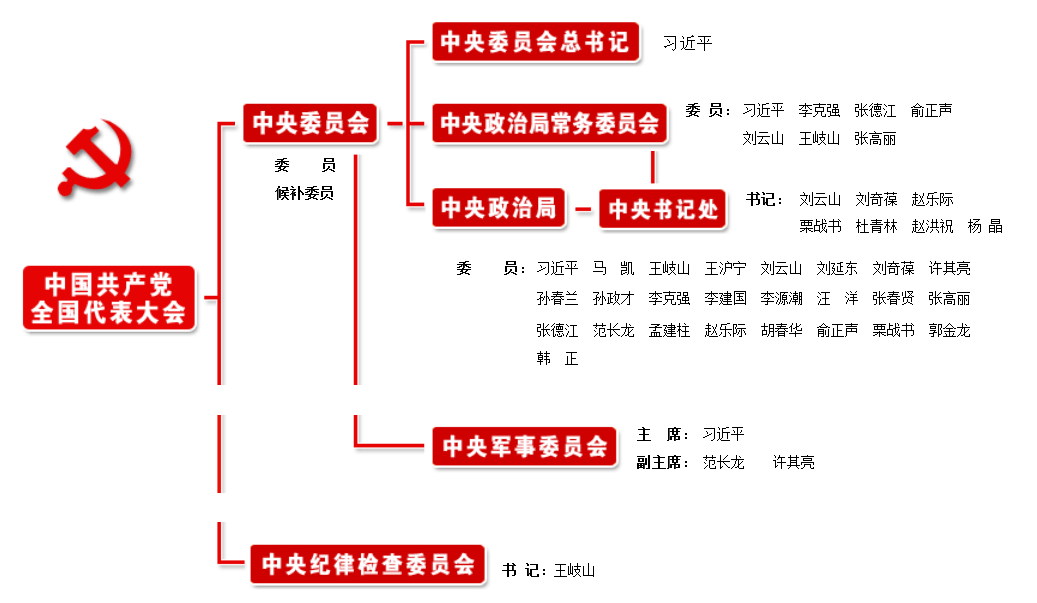 中央委员会总书记 习近平
中央委员会
中央政治局常务委员会
委 员： 习近平 李克强 张德江 俞正声
刘云山 王岐山 张高丽
委 员
候补委员
中央政治局
中央书记处
书记： 刘云山 刘奇葆 赵乐际
栗战书 杜青林 赵洪祝 杨 晶
中国共产党
全国代表大会
委 员： 习近平 马 凯 王岐山 王沪宁 刘云山 刘延东 刘奇葆 许其亮
孙春兰 孙政才 李克强 李建国 李源潮 汪 洋 张春贤 张高丽
张德江 范长龙 孟建柱 赵乐际 胡春华 俞正声 栗战书 郭金龙
韩 正
中央军事委员会
主 席： 习近平
副主席： 范长龙 许其亮
中央纪律检查委员会
书 记：王岐山